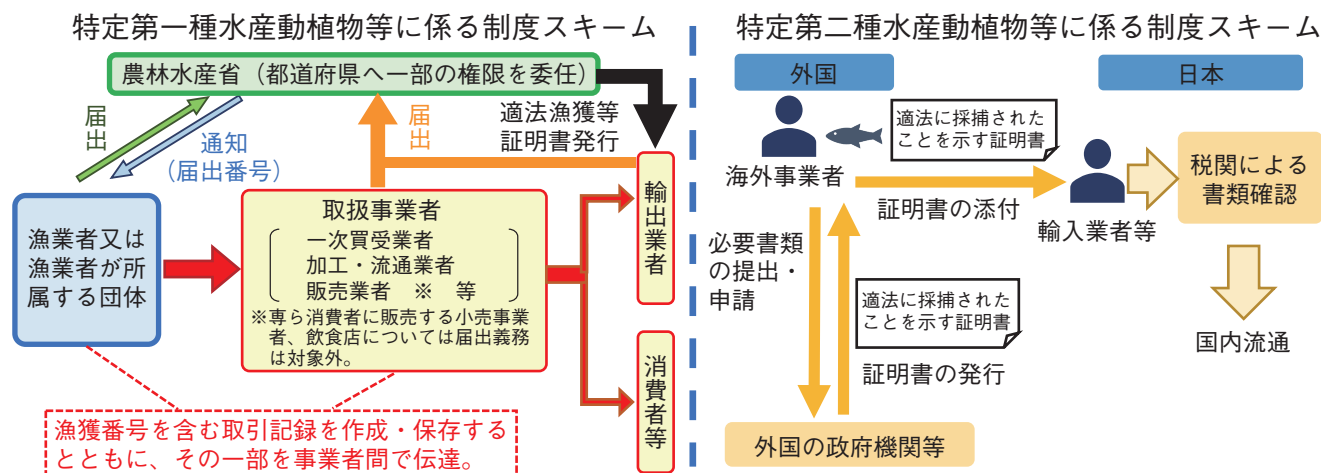 特定第一種水産動植物等に係る制度スキーム
農林水産省（都道府県へ一部の権限を委任）
届出
通知
（届出番号）
届出
適法漁獲等
証明書発行
漁業者又は
漁業者が所
属する団体
取扱事業者
一次買受業者
加工・流通業者
販売業者　※　等
※専ら消費者に販売する小売事業
者、飲食店については届出義務
は対象外。
輸出業者
消費者等
漁獲番号を含む取引記録を作成・保存する
とともに、その一部を事業者間で伝達。
特定第二種水産動植物等に係る制度スキーム
外国
日本
適法に採捕された
ことを示す証明書
海外事業者
証明書の添付
輸入業者等
税関による
書類確認
必要書類
の提出・
申請
適法に採捕された
ことを示す証明書
証明書の発行
国内流通
外国の政府機関等